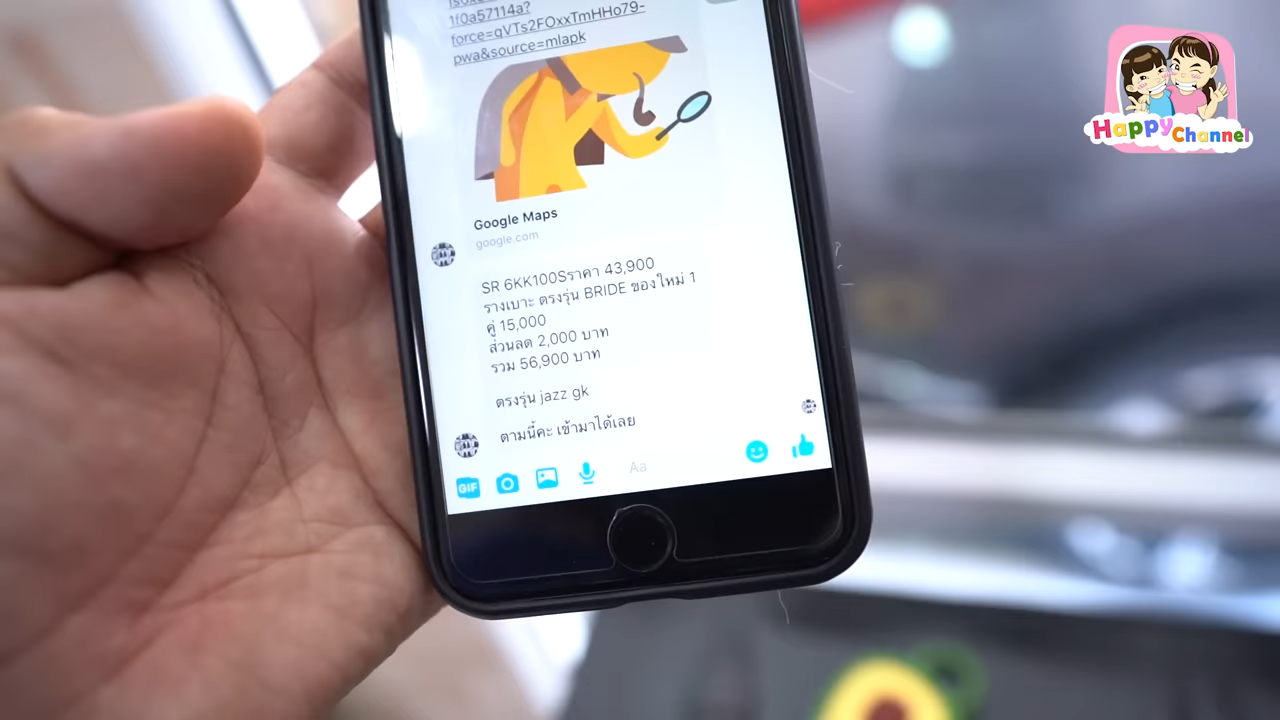 1f0a57114a?
force=qVTs2FOxxTmHHo79-
pwa&source=mlapk
Google Maps
google.com
SR 6KK100Sราคา 43,900
รางเบาะ ตรงรุ่น BRIDE ของใหม่ 1
คู่ 15,000
ส่วนลด 2,000 บาท
รวม 56,900 บาท
ตรงรุ่น jazz gk
ตามนี้คะ เข้ามาได้เลย
GIF
Aa
Happy Channel